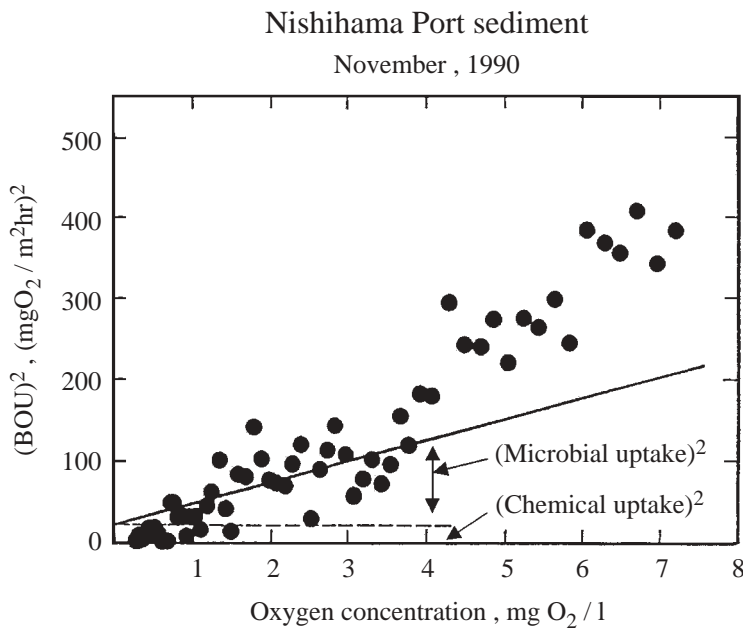 Nishihama Port sediment
November , 1990
(BOU)² , (mgO₂ / m²hr)²
500
400
300
200
100
0
(Microbial uptake)²
(Chemical uptake)²
1 2 3 4 5 6 7 8
Oxygen concentration , mg O₂ / l